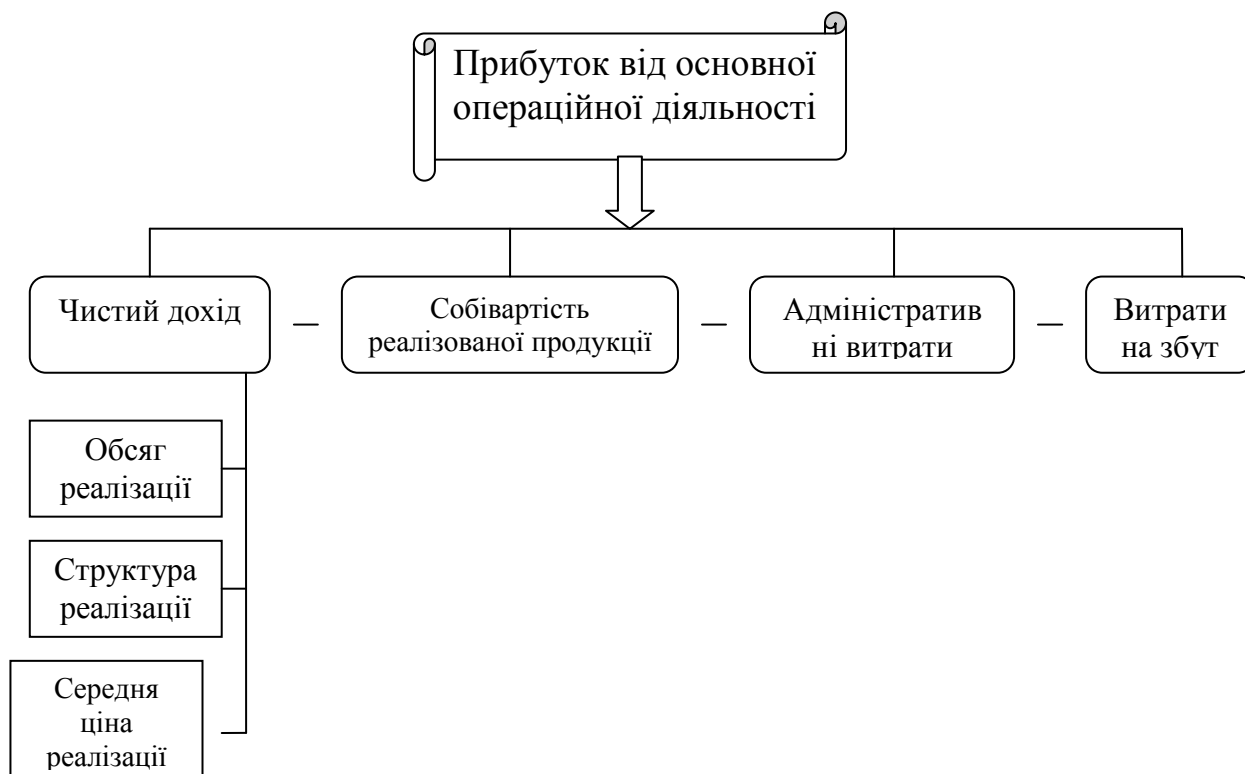 Прибуток від основної
операційної діяльності
Чистий дохід
–
Собівартість
реалізованої продукції
–
Адміністратив
ні витрати
–
Витрати
на збут
Обсяг
реалізації
Структура
реалізації
Середня
ціна
реалізації